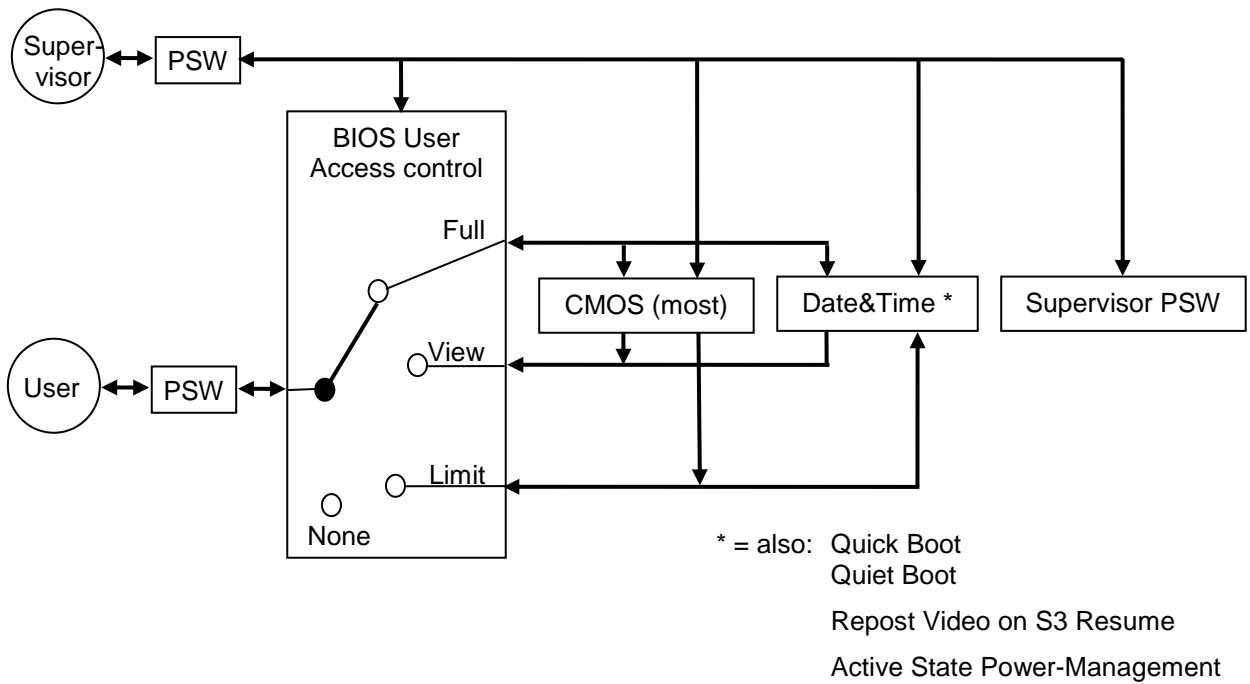 Super-
visor
PSW
BIOS User
Access control
Full
CMOS (most)
Date&Time *
Supervisor PSW
View
User
PSW
Limit
None
* = also: Quick Boot
Quiet Boot
Repost Video on S3 Resume
Active State Power-Management